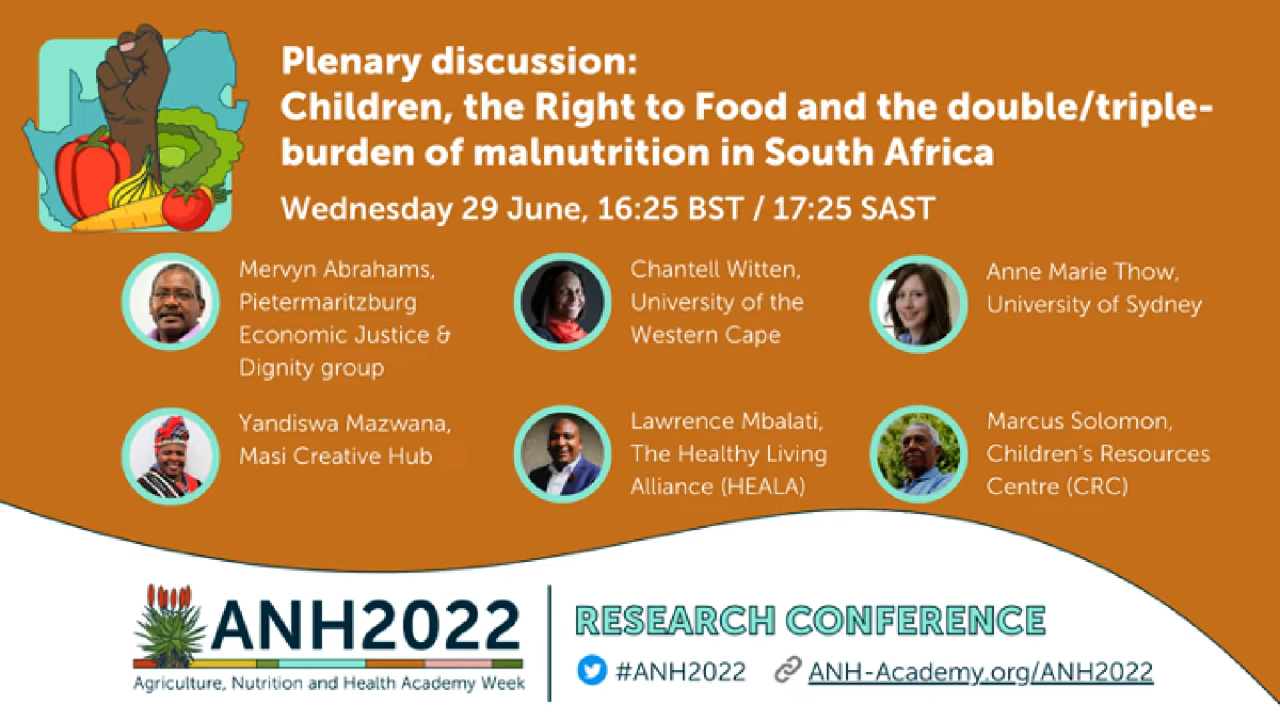 Plenary discussion:
Children, the Right to Food and the double/triple-
burden of malnutrition in South Africa
Wednesday 29 June, 16:25 BST / 17:25 SAST
Mervyn Abrahams,
Pietermaritzburg
Economic Justice &
Dignity group
Chantell Witten,
University of the
Western Cape
Anne Marie Thow,
University of Sydney
Yandiswa Mazwana,
Masi Creative Hub
Lawrence Mbalati,
The Healthy Living
Alliance (HEALA)
Marcus Solomon,
Children's Resources
Centre (CRC)
ANH2022
Agriculture, Nutrition and Health Academy Week
RESEARCH CONFERENCE
#ANH2022
ANH-Academy.org/ANH2022